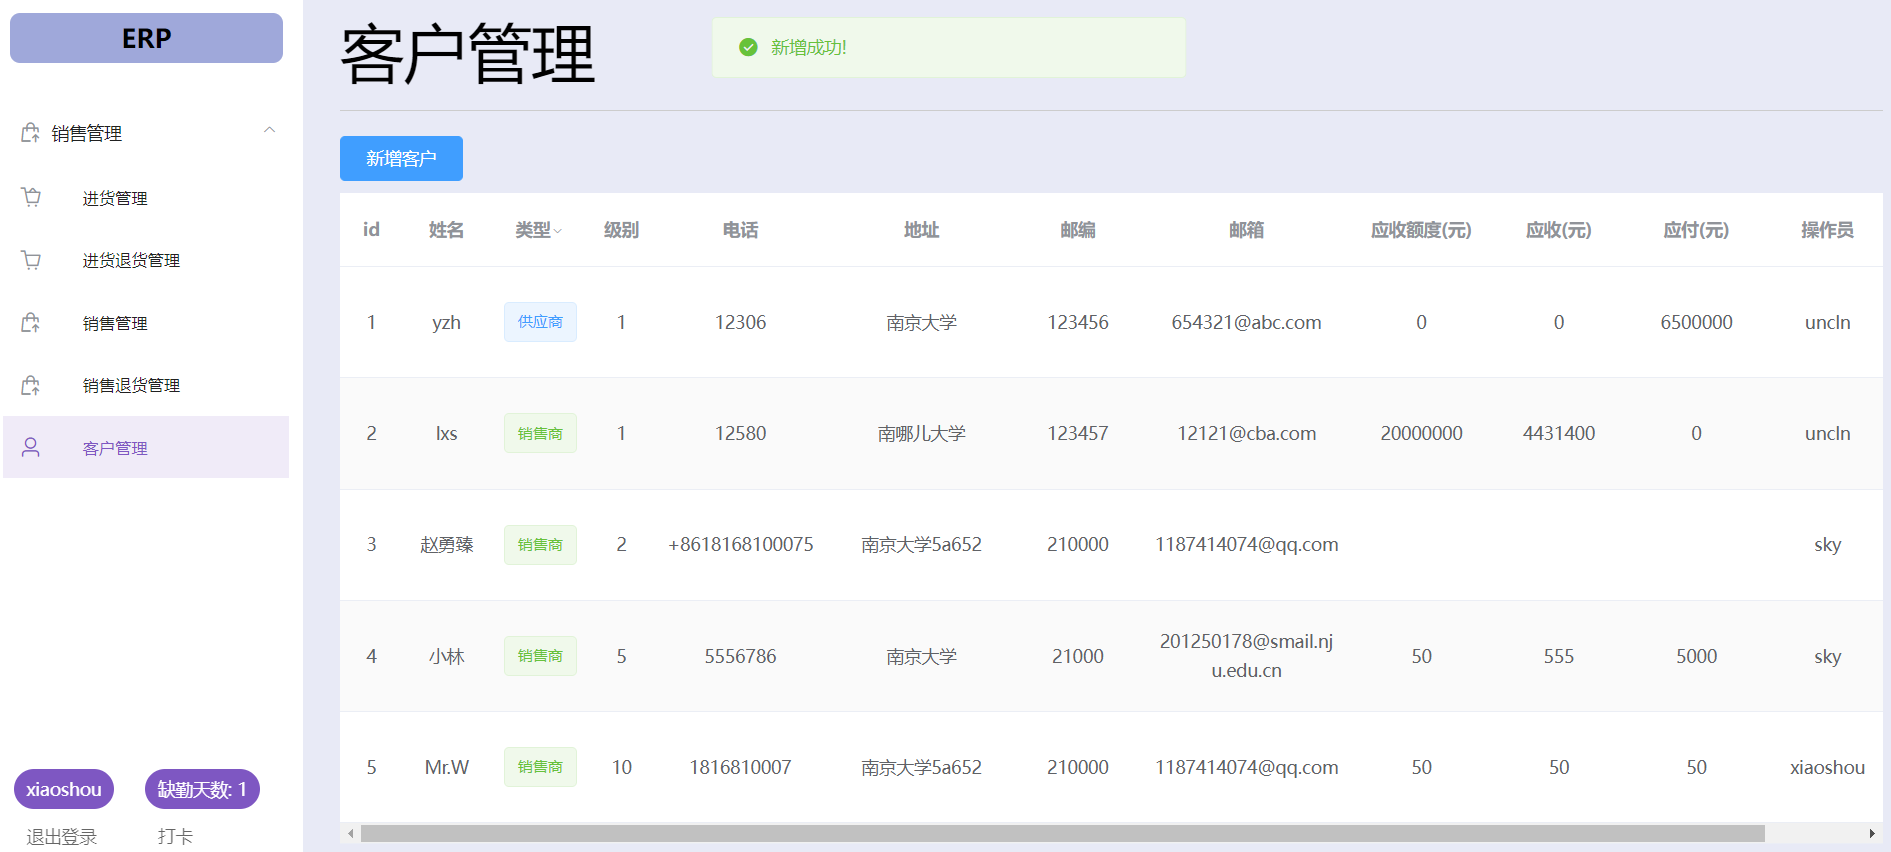 ERP
销售管理
进货管理
进货退货管理
销售管理
销售退货管理
客户管理
xiaoshou 缺勤天数: 1
退出登录 打卡
客户管理
新增成功!
新增客户
id 姓名 类型 级别 电话 地址 邮编 邮箱 应收额度(元) 应收(元) 应付(元) 操作员
1 yzh 供应商 1 12306 南京大学 123456 654321@abc.com 0 0 6500000 uncln
2 lxs 销售商 1 12580 南哪儿大学 123457 12121@cba.com 20000000 4431400 0 uncln
3 赵勇臻 销售商 2 +8618168100075 南京大学5a652 210000 1187414074@qq.com sky
4 小林 销售商 5 5556786 南京大学 21000 201250178@smail.nj
u.edu.cn 50 555 5000 sky
5 Mr.W 销售商 10 1816810007 南京大学5a652 210000 1187414074@qq.com 50 50 50 xiaoshou